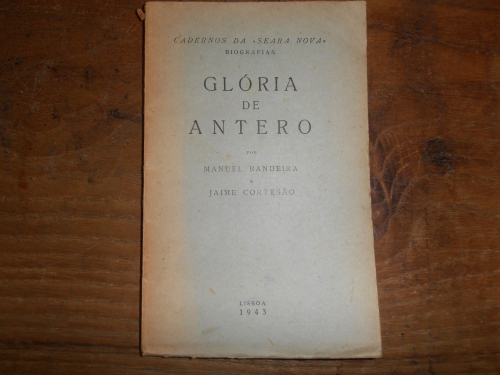 CADERNOS DA «SEARA NOVA»
BIOGRAFIAS
GLÓRIA
DE
ANTERO
POR
MANUEL BANDEIRA
E
JAIME CORTESÃO
LISBOA
1943